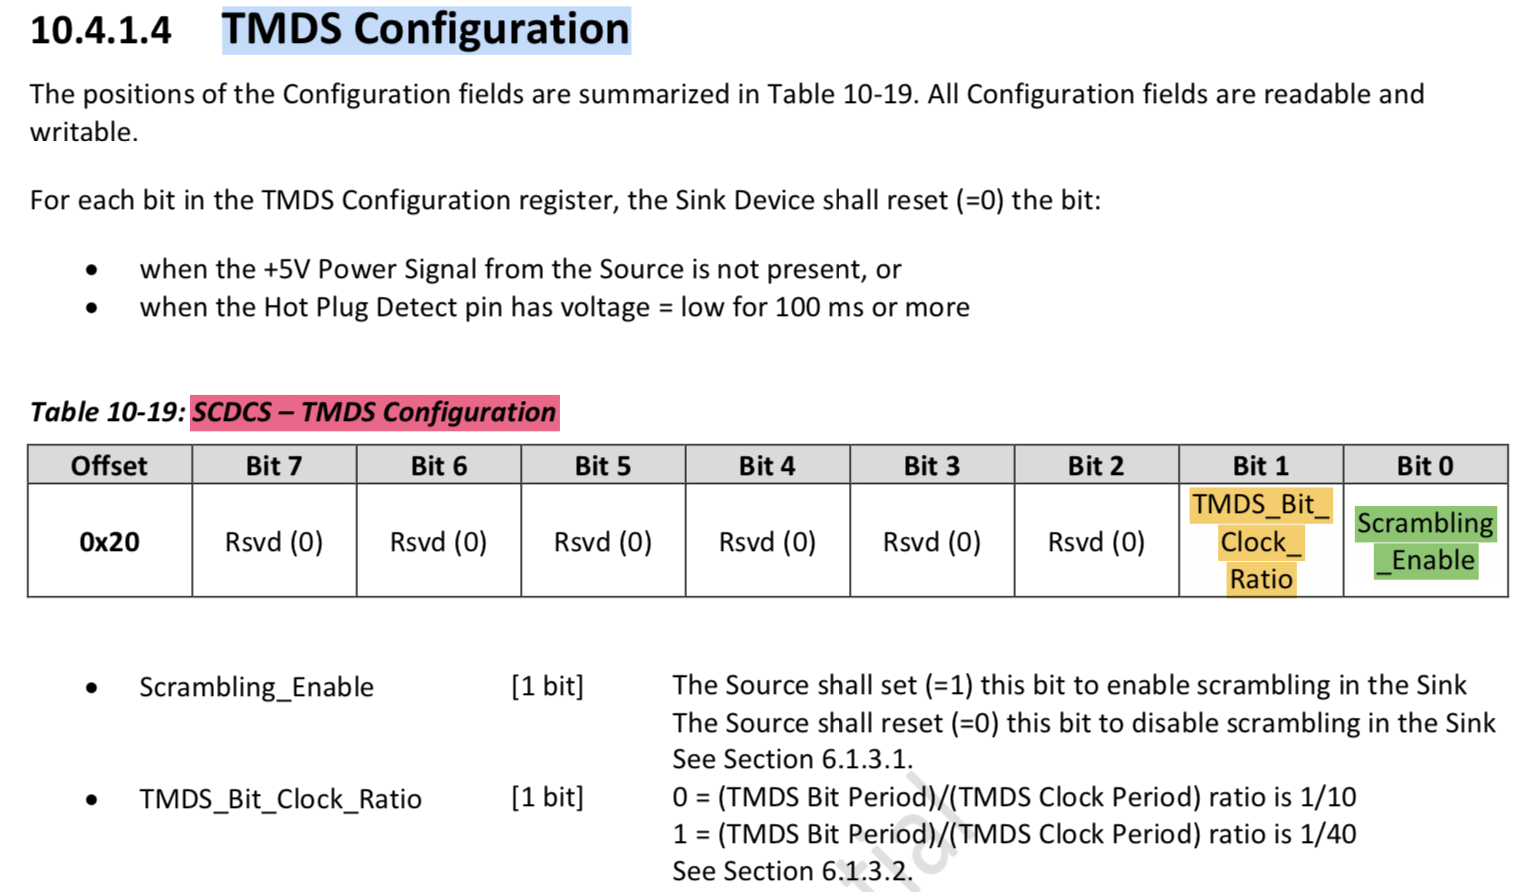 10.4.1.4 TMDS Configuration
The positions of the Configuration fields are summarized in Table 10-19. All Configuration fields are readable and
writable.
For each bit in the TMDS Configuration register, the Sink Device shall reset (=0) the bit:
• when the +5V Power Signal from the Source is not present, or
• when the Hot Plug Detect pin has voltage = low for 100 ms or more
Table 10-19: SCDCS – TMDS Configuration
Offset Bit 7 Bit 6 Bit 5 Bit 4 Bit 3 Bit 2 Bit 1 Bit 0
0x20 Rsvd (0) Rsvd (0) Rsvd (0) Rsvd (0) Rsvd (0) Rsvd (0) TMDS_Bit_
Clock_
Ratio
Scrambling
_Enable
• Scrambling_Enable [1 bit] The Source shall set (=1) this bit to enable scrambling in the Sink
The Source shall reset (=0) this bit to disable scrambling in the Sink
See Section 6.1.3.1.
• TMDS_Bit_Clock_Ratio [1 bit] 0 = (TMDS Bit Period)/(TMDS Clock Period) ratio is 1/10
1 = (TMDS Bit Period)/(TMDS Clock Period) ratio is 1/40
See Section 6.1.3.2.
tial